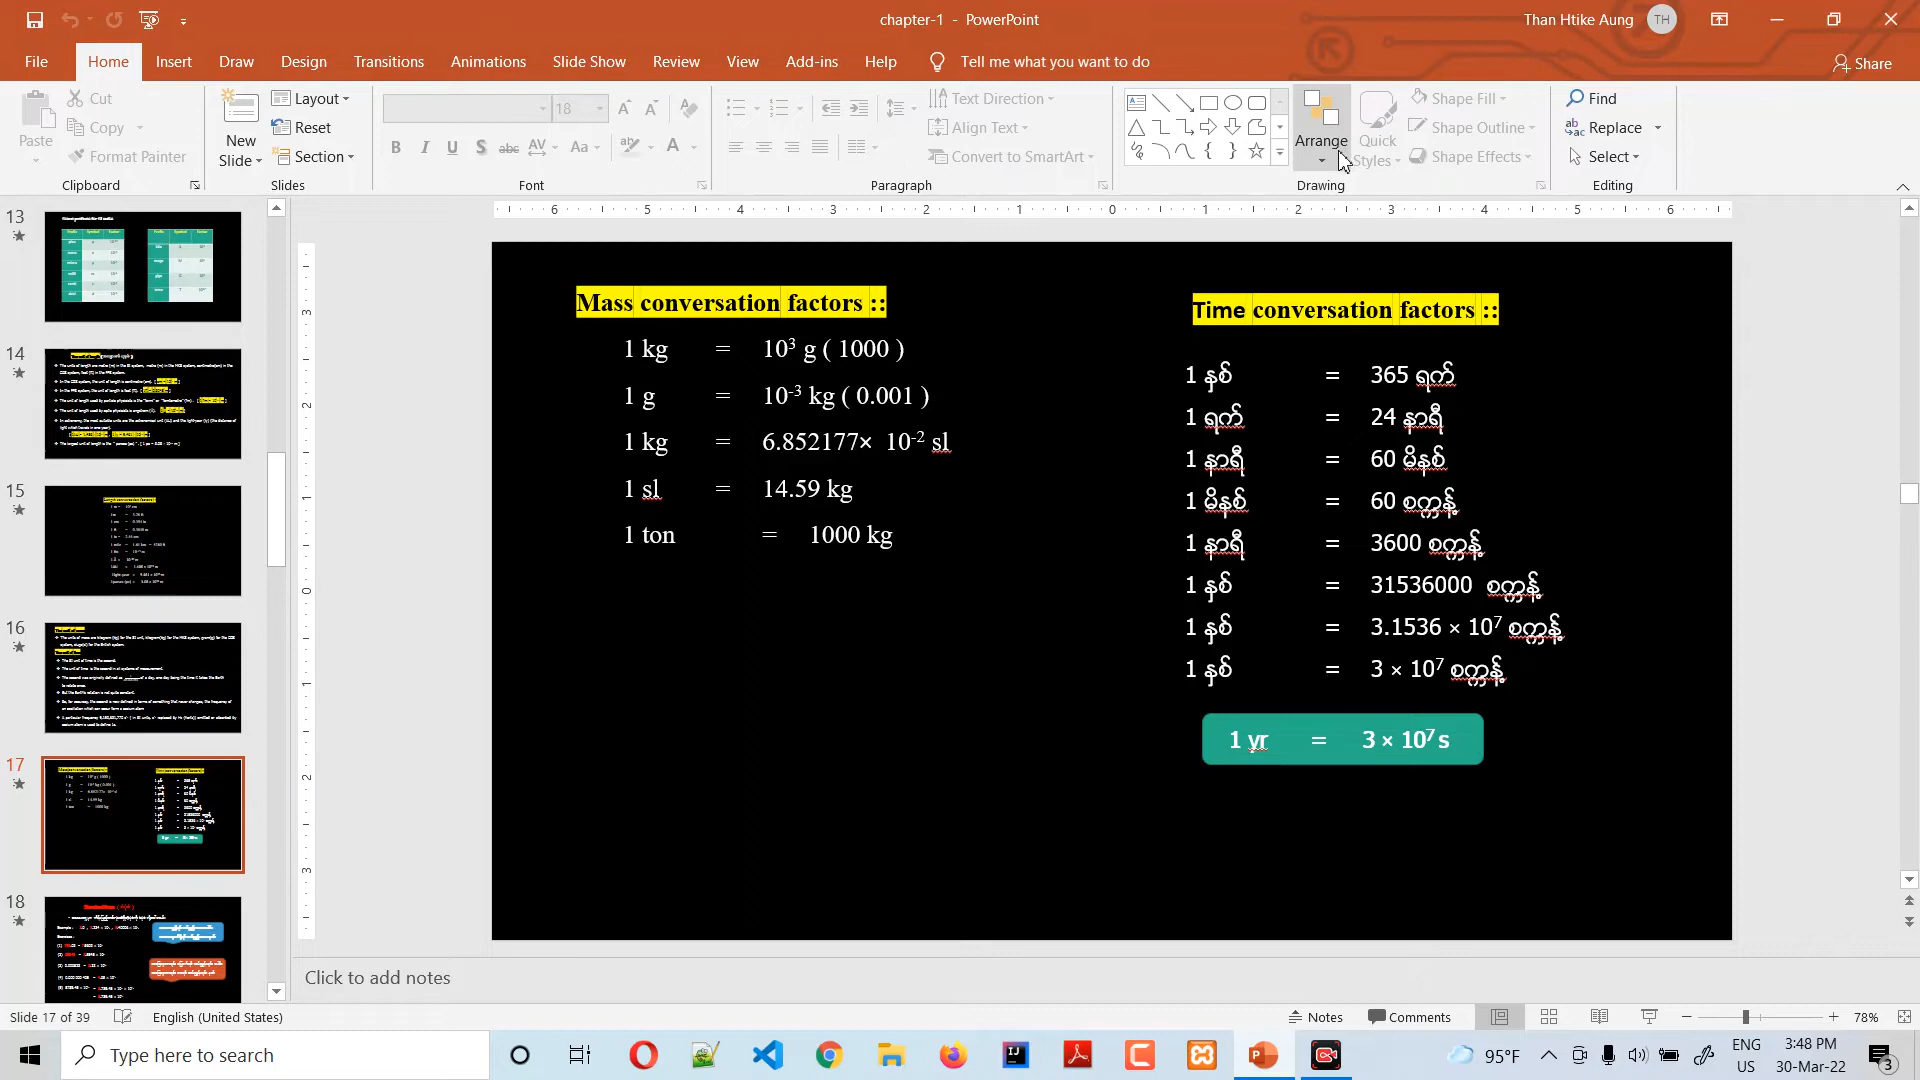 chapter-1 - PowerPoint
Than Htike Aung
TH
File Home Insert Draw Design Transitions Animations Slide Show Review View Add-ins Help Tell me what you want to do
Share
Paste
Cut
Copy
Format Painter
Clipboard
New Slide
Layout
Reset
Section
Slides
18
Font
Text Direction
Align Text
Convert to SmartArt
Paragraph
Arrange
Quick Styles
Shape Fill
Shape Outline
Shape Effects
Drawing
Find
Replace
Select
Editing
13
14
15
16
17
18
Mass conversation factors ::
1 kg = 10³ g ( 1000 )
1 g = 10⁻³ kg ( 0.001 )
1 kg = 6.852177× 10⁻² sl
1 sl = 14.59 kg
1 ton = 1000 kg
Time conversation factors ::
1 နှစ် = 365 ရက်
1 ရက် = 24 နာရီ
1 နာရီ = 60 မိနစ်
1 မိနစ် = 60 စက္ကန့်
1 နာရီ = 3600 စက္ကန့်
1 နှစ် = 31536000 စက္ကန့်
1 နှစ် = 3.1536 × 10⁷ စက္ကန့်
1 နှစ် = 3 × 10⁷ စက္ကန့်
1 yr = 3 × 10⁷ s
Click to add notes
Slide 17 of 39
English (United States)
Notes
Comments
78%
Type here to search
95°F
ENG
US
3:48 PM
30-Mar-22
3